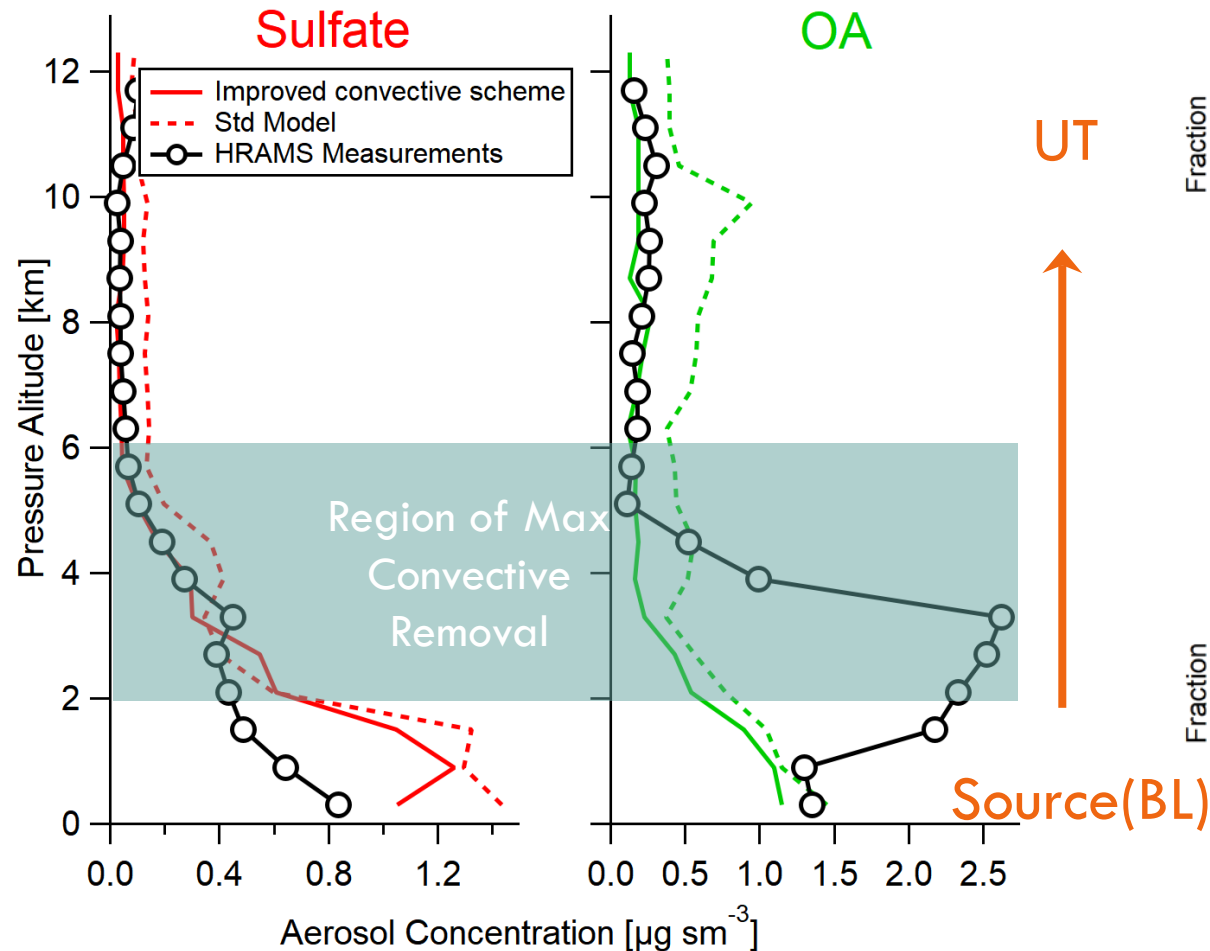 Sulfate
OA
Improved convective scheme
Std Model
HRAMS Measurements
Pressure Alitude [km]
12
10
8
6
4
2
0
Region of Max
Convective
Removal
UT
Source(BL)
Fraction
Fraction
0.0 0.4 0.8 1.2
0.0 0.5 1.0 1.5 2.0 2.5
Aerosol Concentration [µg sm⁻³]